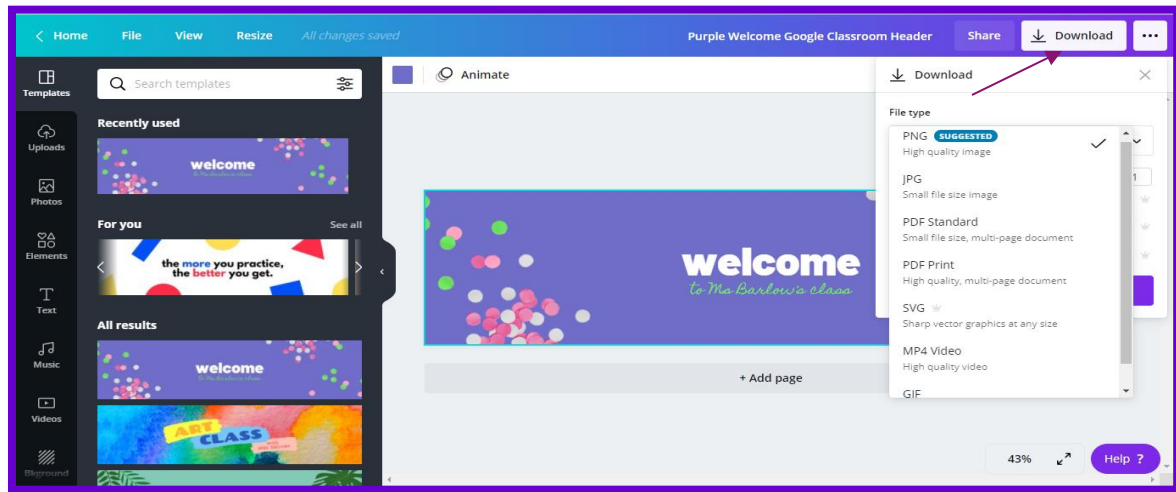 Home File View Resize All changes saved Purple Welcome Google Classroom Header Share Download
Templates
Uploads
Photos
Elements
Text
Music
Videos
Bkground
Search templates
Recently used
welcome
For you See all
the more you practice,
the better you get.
All results
welcome
ART
CLASS
Animate
welcome
to Ms Barlow's class
+ Add page
Download
File type
PNG SUGGESTED
High quality image
JPG
Small file size image
PDF Standard
Small file size, multi-page document
PDF Print
High quality, multi-page document
SVG
Sharp vector graphics at any size
MP4 Video
High quality video
GIF
1
43% Help ?